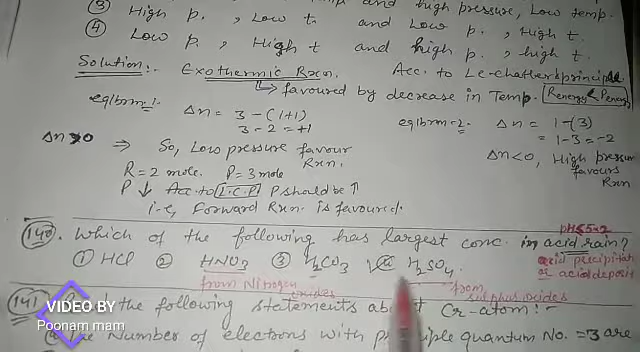 (3) High p. , Low t. and high pressure, Low temp.
(4) Low p. , High t and Low p. , High t.
and high p. , high t.
Solution:- Exothermic Rxn. Acc. to Le-chatlers principle
↳ favoured by decrease in Temp. Renergy < Penergy
eqlbrm-1. Δn = 3 - (1+1)
3-2 = +1
eqlbrm-2. Δn = 1-(3)
= 1-3 = -2
Δn > 0 ⇒ So, Low pressure favour Rxn.
Δn<0, High pressure favours Rxn
R = 2 mole. P = 3 mole
P ↓ Acc to L.C.P P should be ↑
i.e, Forward Rxn. is favoured.
(140). Which of the following has largest conc. in acid rain?
pH<5.2
(1) HCl (2) HNO3 (3) H2CO3 H2SO4.
acid precipitation
or acid deposit
from Nitrogen oxides
from sulphur oxides
(141) the following statements about Cr-atom :-
Number of electrons with principle quantum No. = 3 are
VIDEO BY
Poonam mam